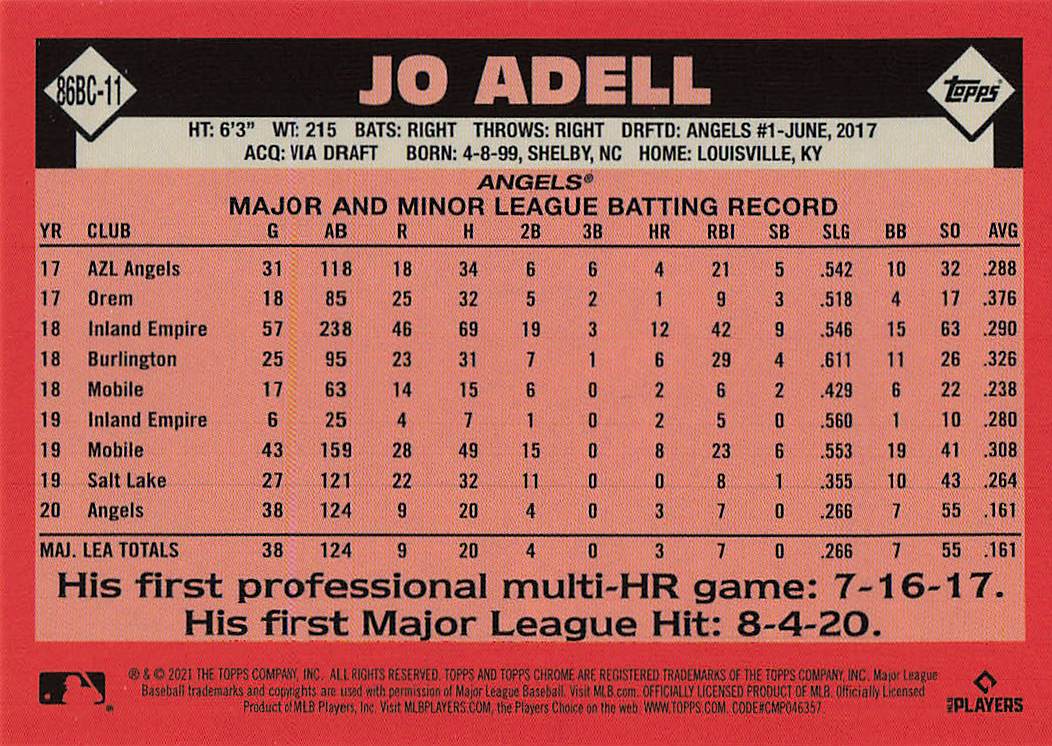 86BC-11
JO ADELL
TOPPS
HT: 6'3" WT: 215 BATS: RIGHT THROWS: RIGHT DRFTD: ANGELS #1-JUNE, 2017
ACQ: VIA DRAFT BORN: 4-8-99, SHELBY, NC HOME: LOUISVILLE, KY
ANGELS®
MAJOR AND MINOR LEAGUE BATTING RECORD
YR CLUB G AB R H 2B 3B HR RBI SB SLG BB SO AVG
17 AZL Angels 31 118 18 34 6 6 4 21 5 .542 10 32 .288
17 Orem 18 85 25 32 5 2 1 9 3 .518 4 17 .376
18 Inland Empire 57 238 46 69 19 3 12 42 9 .546 15 63 .290
18 Burlington 25 95 23 31 7 1 6 29 4 .611 11 26 .326
18 Mobile 17 63 14 15 6 0 2 6 2 .429 6 22 .238
19 Inland Empire 6 25 4 7 1 0 2 5 0 .560 1 10 .280
19 Mobile 43 159 28 49 15 0 8 23 6 .553 19 41 .308
19 Salt Lake 27 121 22 32 11 0 0 8 1 .355 10 43 .264
20 Angels 38 124 9 20 4 0 3 7 0 .266 7 55 .161
MAJ. LEA TOTALS 38 124 9 20 4 0 3 7 0 .266 7 55 .161
His first professional multi-HR game: 7-16-17.
His first Major League Hit: 8-4-20.
® & © 2021 THE TOPPS COMPANY, INC. ALL RIGHTS RESERVED. TOPPS AND TOPPS CHROME ARE REGISTERED TRADEMARKS OF THE TOPPS COMPANY, INC. Major League
Baseball trademarks and copyrights are used with permission of Major League Baseball. Visit MLB.com. OFFICIALLY LICENSED PRODUCT OF MLB. Officially Licensed
Product of MLB Players, Inc. Visit MLBPLAYERS.COM, the Players Choice on the web. WWW.TOPPS.COM. CODE#CMP046357
MLB PLAYERS